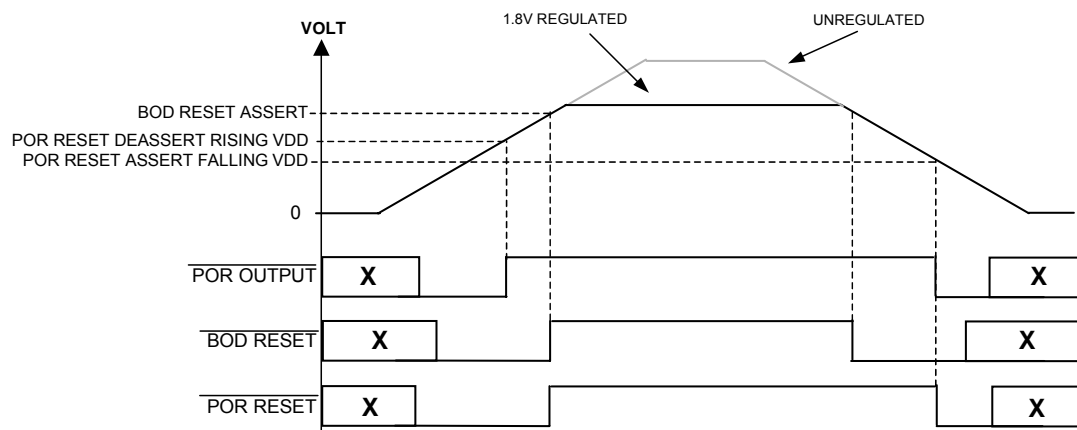 1.8V REGULATED
UNREGULATED
VOLT
BOD RESET ASSERT
POR RESET DEASSERT RISING VDD
POR RESET ASSERT FALLING VDD
0
POR OUTPUT
X
X
BOD RESET
X
X
POR RESET
X
X